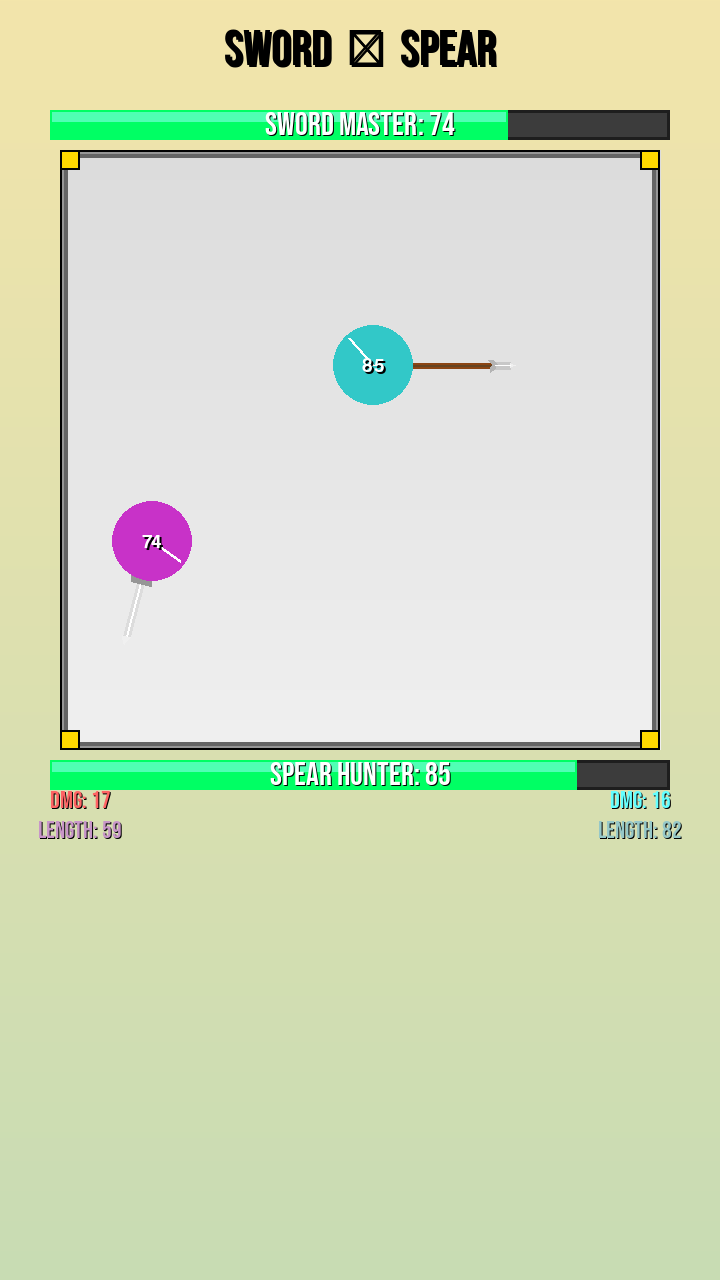 SWORD SPEAR
SWORD MASTER: 74
85
74
SPEAR HUNTER: 85
DMG: 17
DMG: 16
LENGTH: 59
LENGTH: 82